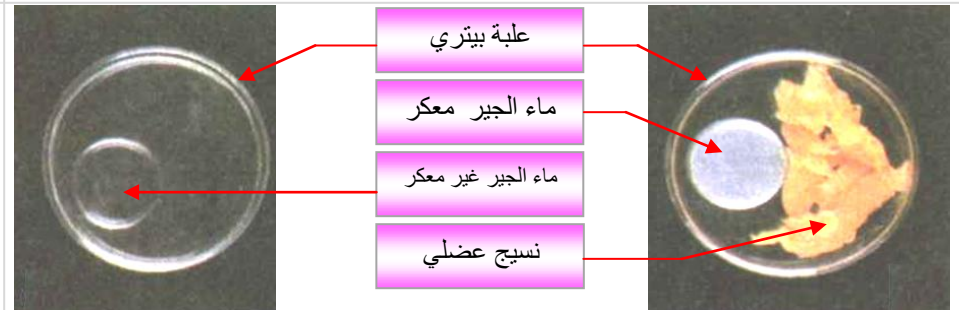 علبة بيتري
ماء الجير معكر
ماء الجير غير معكر
نسيج عضلي